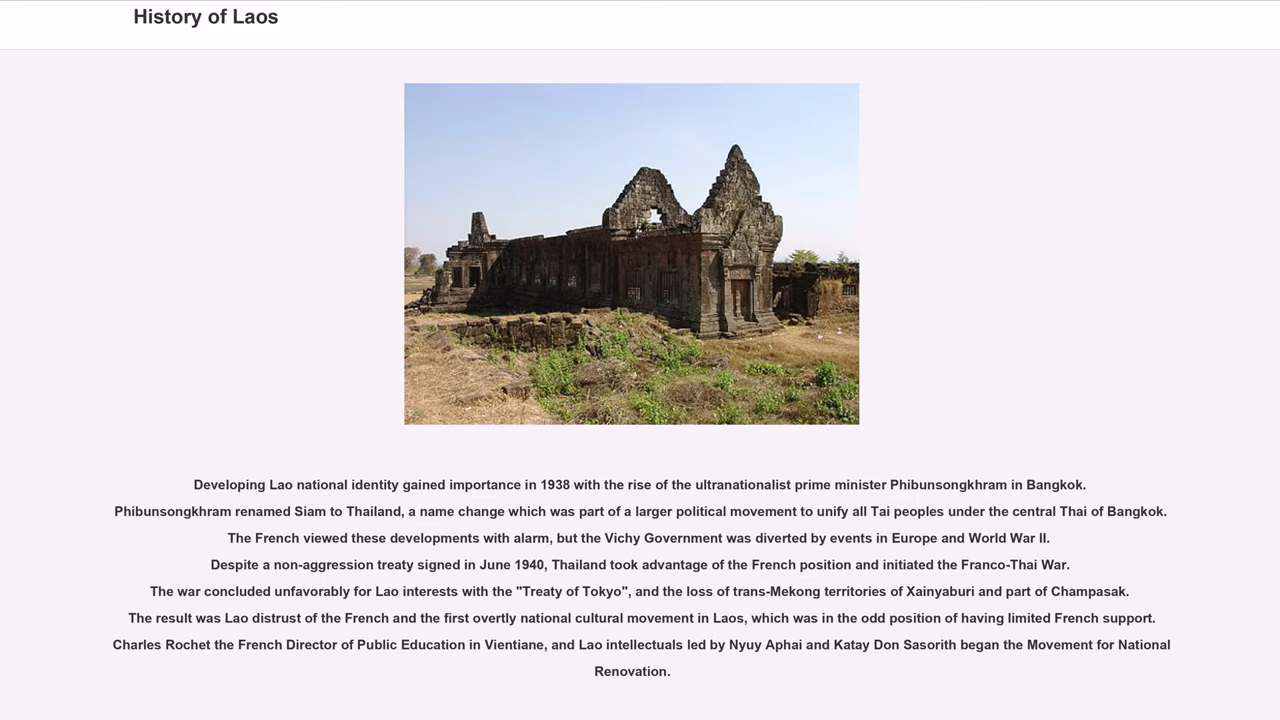 History of Laos
Developing Lao national identity gained importance in 1938 with the rise of the ultranationalist prime minister Phibunsongkhram in Bangkok.
Phibunsongkhram renamed Siam to Thailand, a name change which was part of a larger political movement to unify all Tai peoples under the central Thai of Bangkok.
The French viewed these developments with alarm, but the Vichy Government was diverted by events in Europe and World War II.
Despite a non-aggression treaty signed in June 1940, Thailand took advantage of the French position and initiated the Franco-Thai War.
The war concluded unfavorably for Lao interests with the "Treaty of Tokyo", and the loss of trans-Mekong territories of Xainyaburi and part of Champasak.
The result was Lao distrust of the French and the first overtly national cultural movement in Laos, which was in the odd position of having limited French support.
Charles Rochet the French Director of Public Education in Vientiane, and Lao intellectuals led by Nyuy Aphai and Katay Don Sasorith began the Movement for National
Renovation.